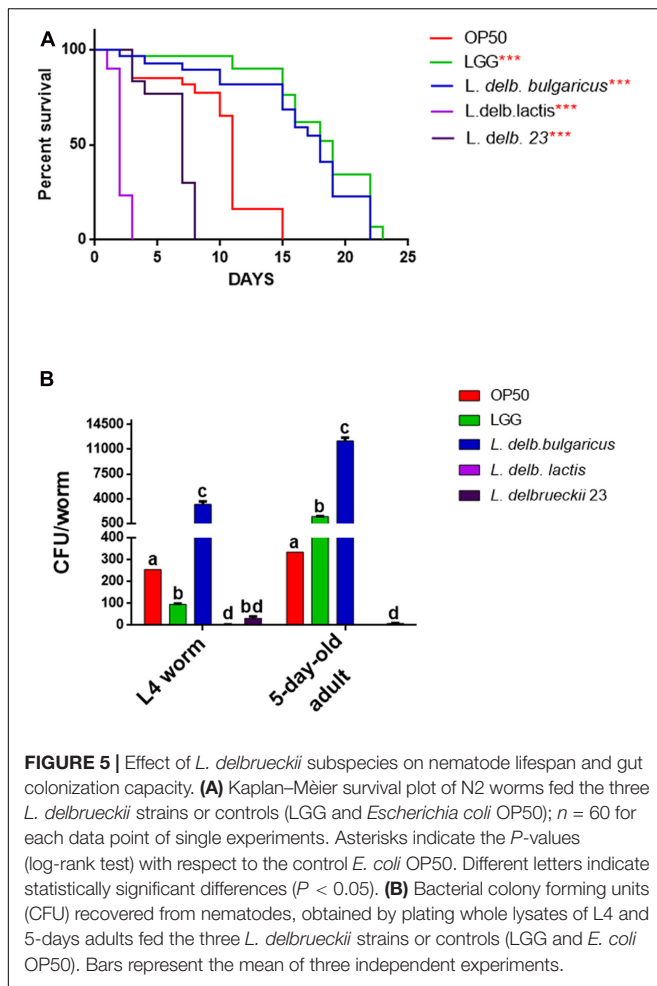 A
OP50
LGG***
L. delb. bulgaricus***
L.delb.lactis***
L. delb. 23***
Percent survival
100
50
0
0 5 10 15 20 25
DAYS
B
OP50
LGG
L. delb.bulgaricus
L. delb. lactis
L. delbrueckii 23
CFU/worm
14500
11000
7500
4000
500
400
300
200
100
0
a b c d bd
b c d
a
L4 worm
5-day-old
adult
FIGURE 5 | Effect of L. delbrueckii subspecies on nematode lifespan and gut
colonization capacity. (A) Kaplan–Mèier survival plot of N2 worms fed the three
L. delbrueckii strains or controls (LGG and Escherichia coli OP50); n = 60 for
each data point of single experiments. Asterisks indicate the P-values
(log-rank test) with respect to the control E. coli OP50. Different letters indicate
statistically significant differences (P < 0.05). (B) Bacterial colony forming units
(CFU) recovered from nematodes, obtained by plating whole lysates of L4 and
5-days adults fed the three L. delbrueckii strains or controls (LGG and E. coli
OP50). Bars represent the mean of three independent experiments.